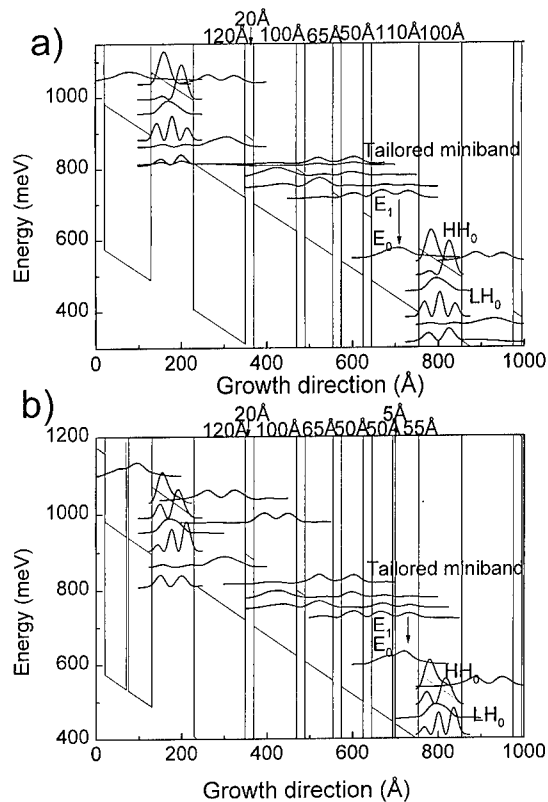 a)
20Å
120Å 100Å 65Å 50Å 110Å 100Å
1000
800
600
400
Energy (meV)
Tailored miniband
E1
E0
HH0
LH0
0 200 400 600 800 1000
Growth direction (Å)
b)
20Å 5Å
120Å 100Å 65Å 50Å 50Å 55Å
1200
1000
800
600
400
Energy (meV)
Tailored miniband
E1
E0
HH0
LH0
0 200 400 600 800 1000
Growth direction (Å)